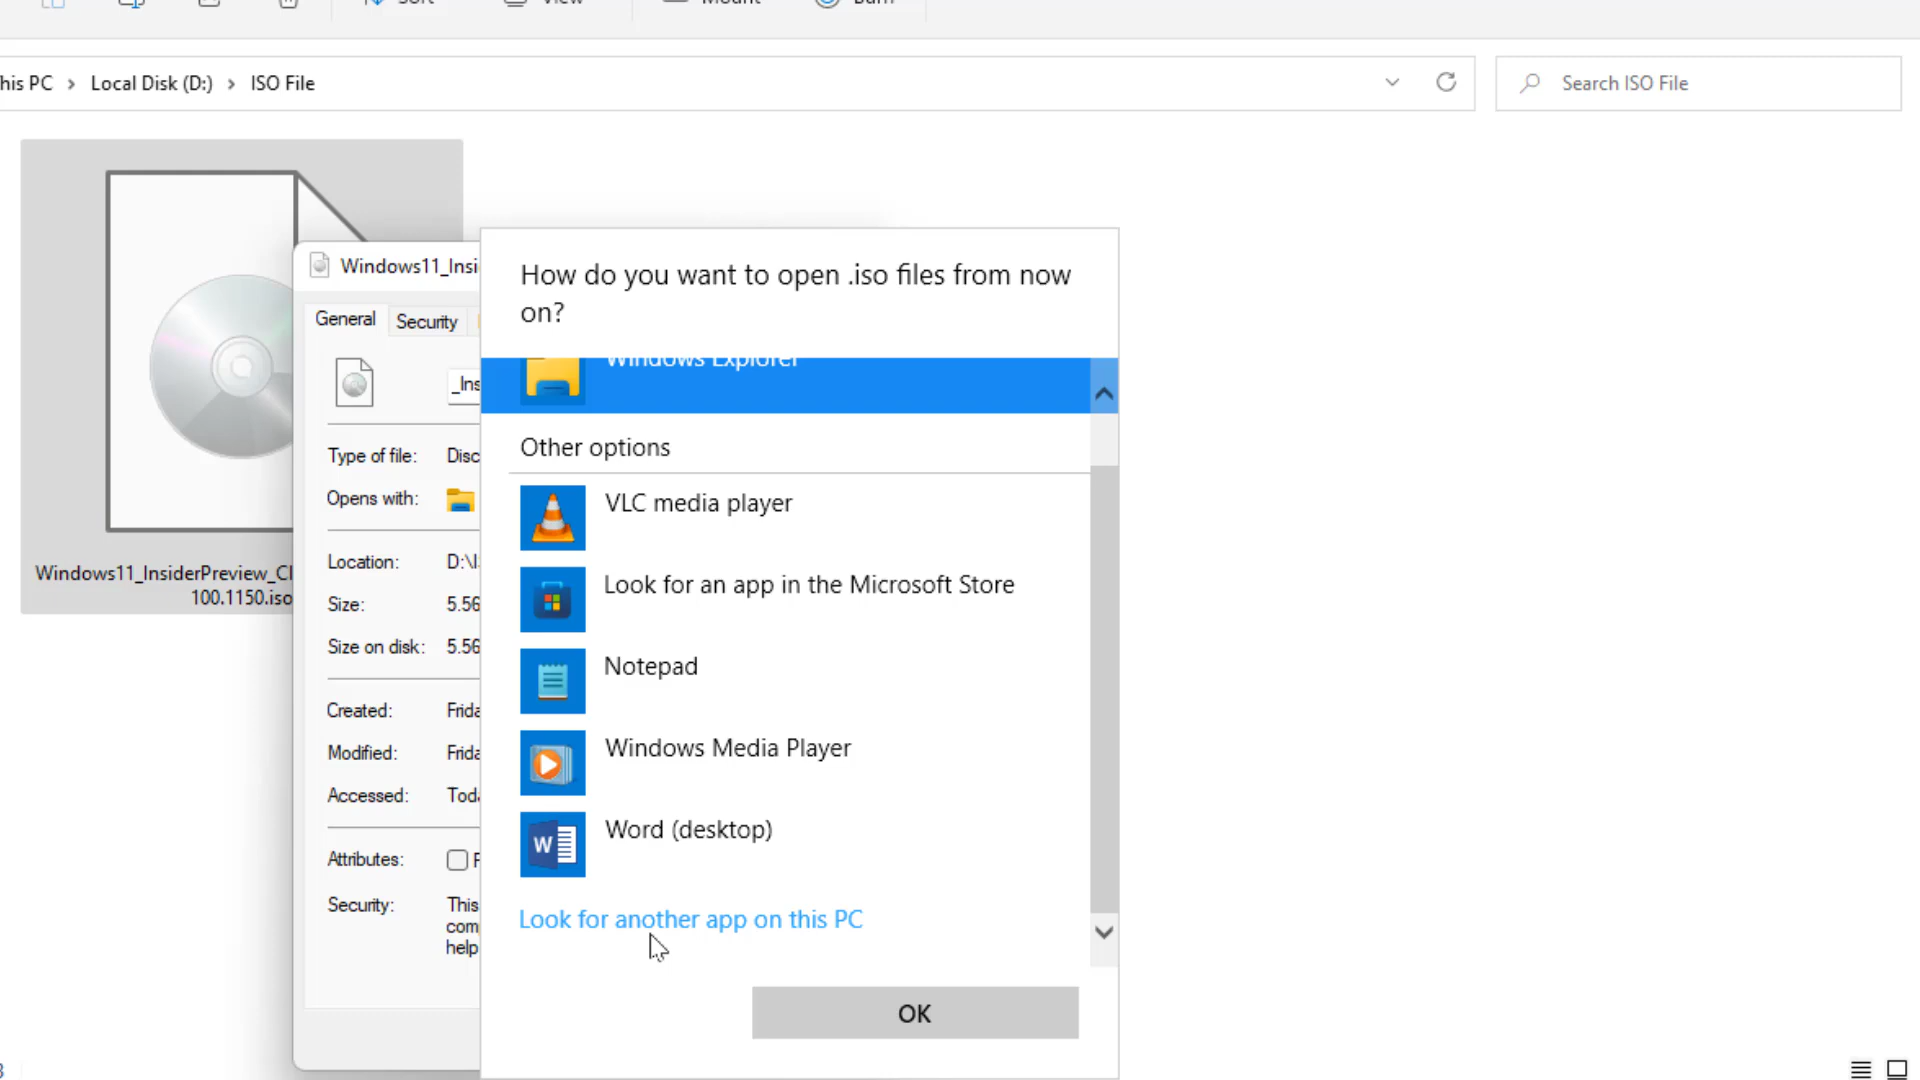 Sort
View
Mount
Burn
his PC > Local Disk (D:) > ISO File
Search ISO File
Windows11_InsiderPreview_Cl
100.1150.iso
Windows11_Insi
General
Security
_Ins
Type of file: Disc
Opens with:
Location: D:\I
Size: 5.56
Size on disk: 5.56
Created: Frida
Modified: Frida
Accessed: Toda
Attributes:
Security: This
com
help
How do you want to open .iso files from now
on?
Windows Explorer
Other options
VLC media player
Look for an app in the Microsoft Store
Notepad
Windows Media Player
Word (desktop)
Look for another app on this PC
OK